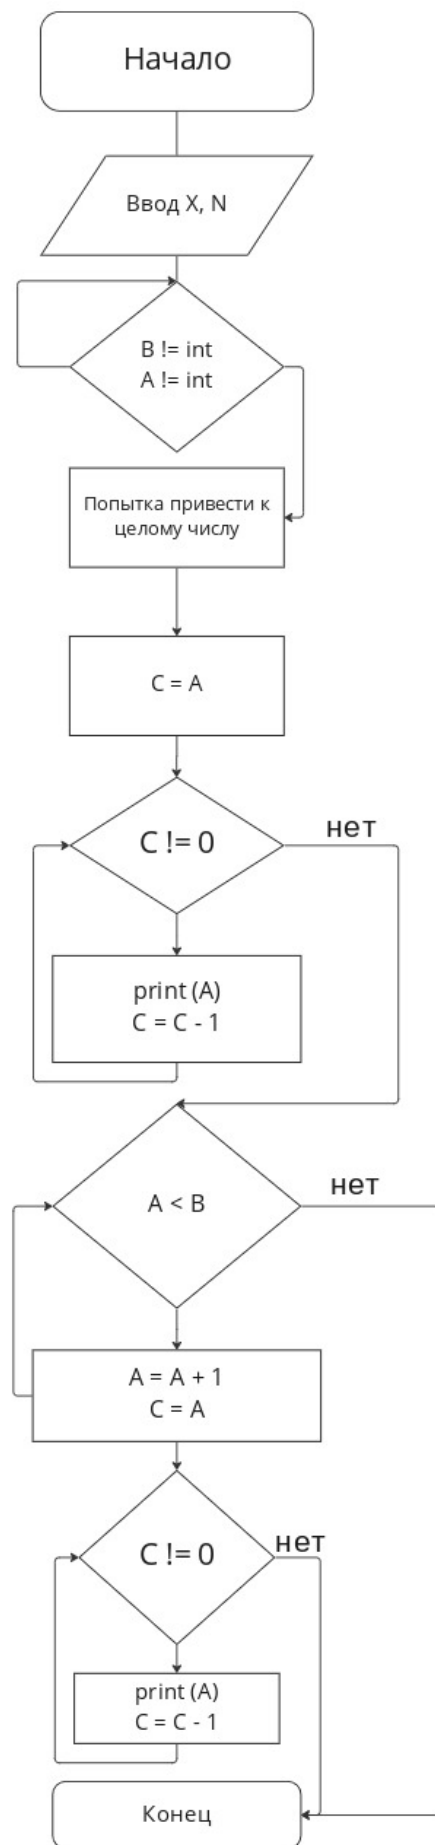 Начало
Ввод X, N
B != int
A != int
Попытка привести к
целому числу
C = A
C != 0
нет
print (A)
C = C - 1
A < B
нет
A = A + 1
C = A
C != 0
нет
print (A)
C = C - 1
Конец